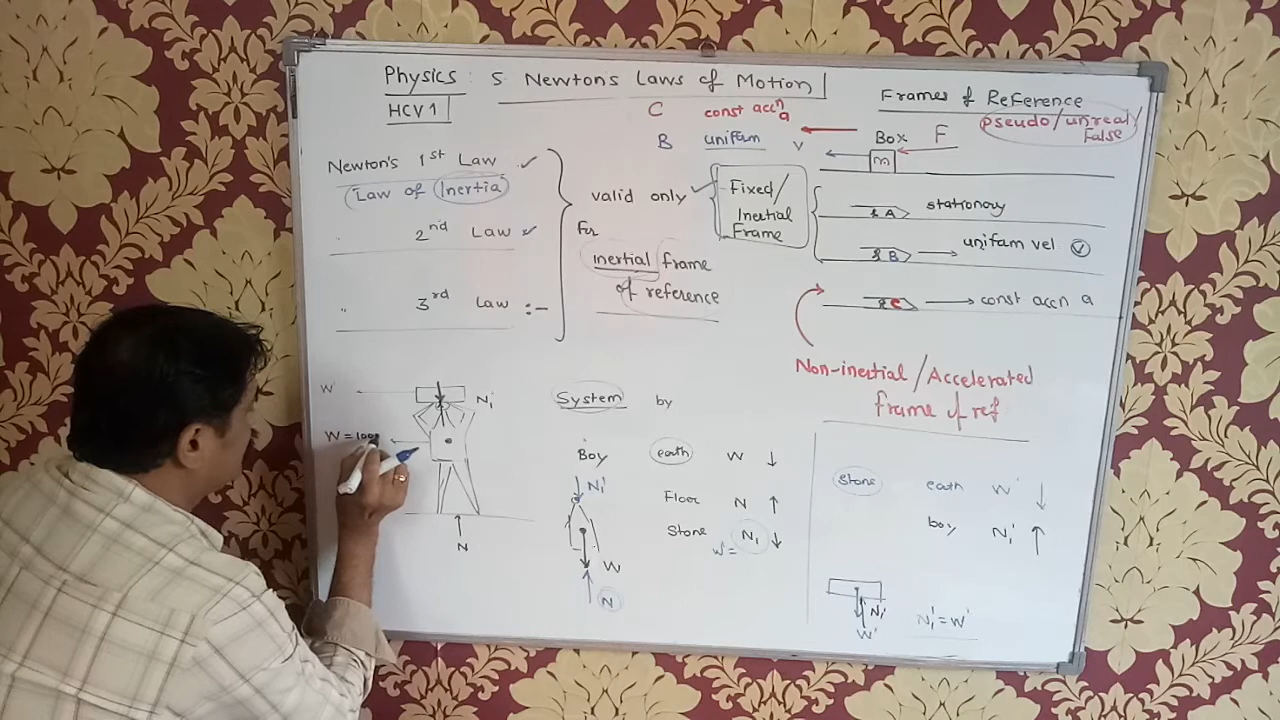 Physics : 5 Newtons Laws of Motion
HCV 1
Frames of Reference
pseudo/unreal/
False
C const accn a
B uniform v
Box F
m
Newton's 1st Law
(Law of Inertia)
" 2nd Law
" 3rd Law :-
valid only
for
inertial frame
of reference
Fixed/
Inertial
Frame
A stationary
B uniform vel v
C const accn a
Non-inertial / Accelerated
frame of ref
W'
N1'
W = 100
N
System by
Boy earth W ↓
Floor N ↑
Stone N1 ↓
W'=
N1'
W
N
Stone earth W' ↓
boy N1' ↑
N1'
W'
N1' = W'